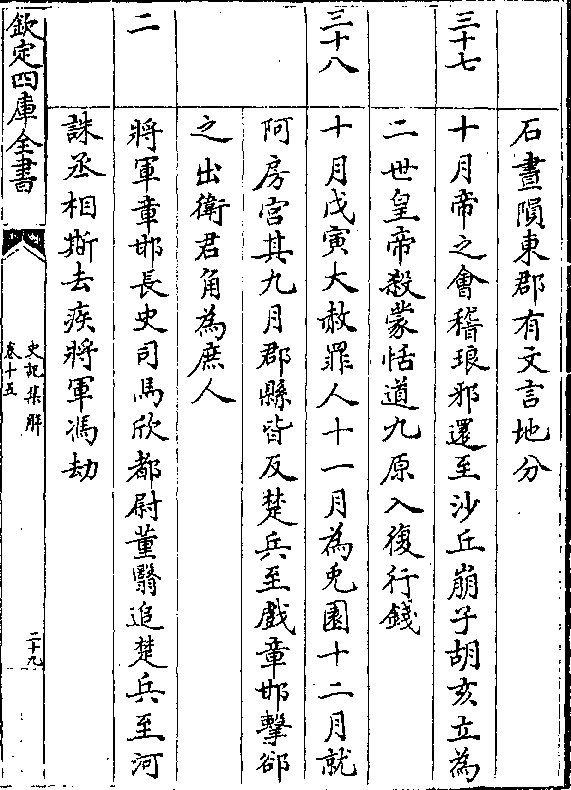 石晝隕東郡有文言地分
三十七
十月帝之會稽琅邪還至沙丘崩子胡亥立為
二世皇帝殺蒙恬道九原入復行錢
三十八
十月戊寅大赦罪人十一月為兎園十二月就
阿房宫其九月郡縣皆反楚兵至戲章邯擊郤
之出衛君角為庶人
二
將軍章邯長史司馬欣都尉董翳追楚兵至河
誅丞相斯去疾將軍馮劫
欽定四庫全書
史記集解
卷十五
二十九